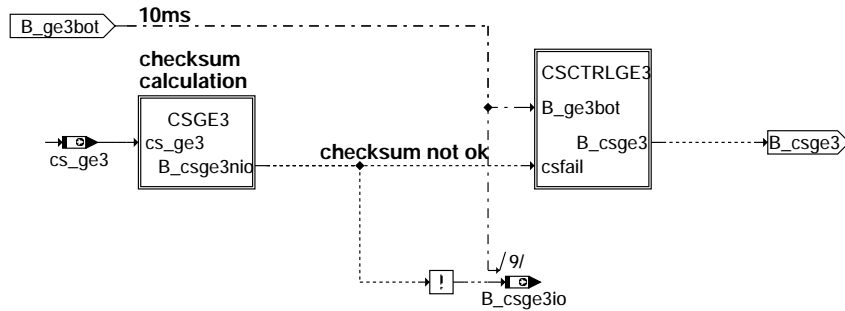 10ms
B_ge3bot
checksum
calculation
CSCTRLGE3
B_ge3bot
CSGE3
cs_ge3
B_csge3
B_csge3
cs_ge3
checksum not ok
B_csge3nio
csfail
/9/
!
B_csge3io